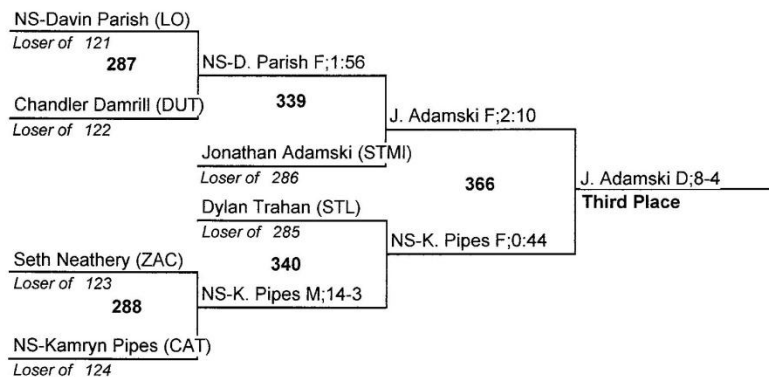 NS-Davin Parish (LO)
Loser of 121
287
NS-D. Parish F;1:56
Chandler Damrill (DUT)
Loser of 122
339
J. Adamski F;2:10
Jonathan Adamski (STMI)
Loser of 286
366
J. Adamski D;8-4
Third Place
Dylan Trahan (STL)
Loser of 285
340
NS-K. Pipes F;0:44
Seth Neathery (ZAC)
Loser of 123
288
NS-K. Pipes M;14-3
NS-Kamryn Pipes (CAT)
Loser of 124